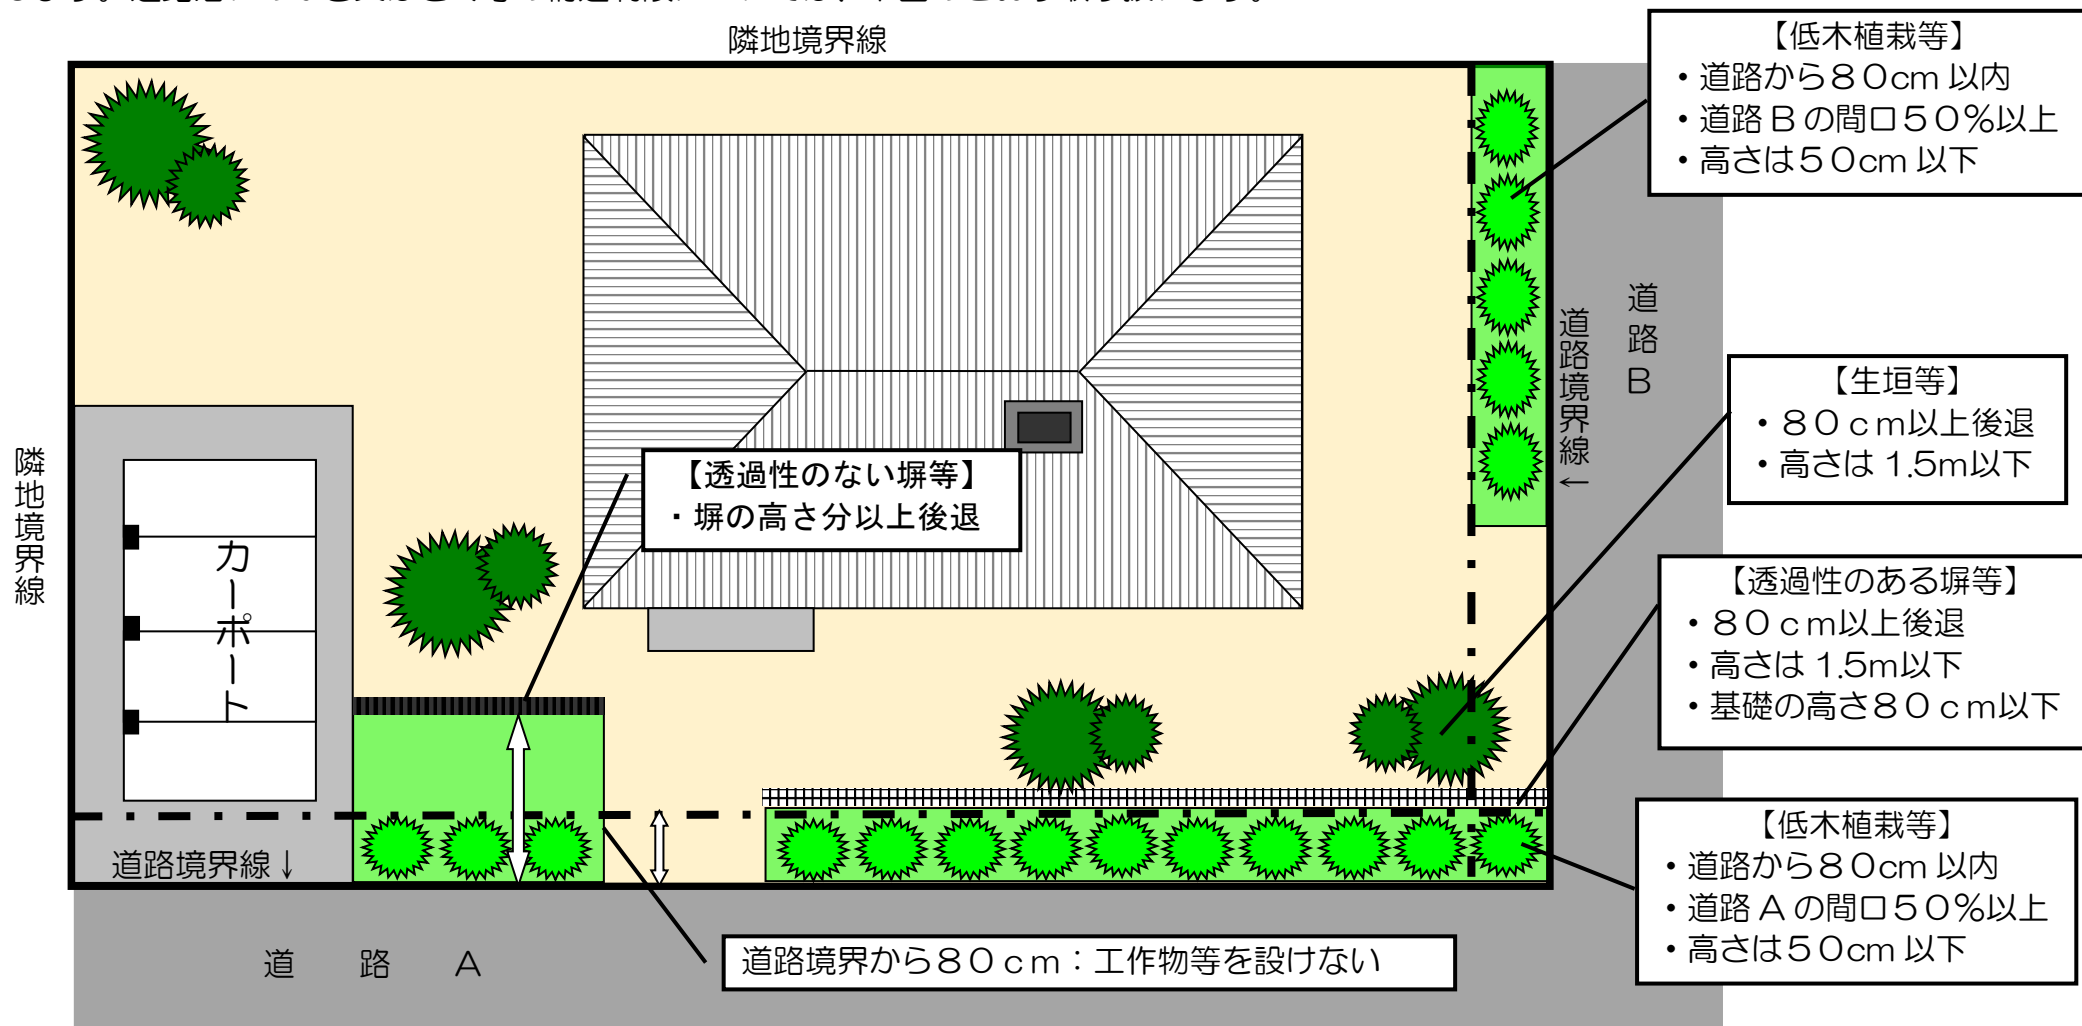 隣地境界線
【低木植栽等】
・道路から８０cm 以内
・道路Ｂの間口５０％以上
・高さは５０cm 以下
道路Ｂ
道路境界線←
【生垣等】
・８０ｃｍ以上後退
・高さは 1.5ｍ以下
【透過性のない塀等】
・塀の高さ分以上後退
隣地境界線
カーポート
【透過性のある塀等】
・８０ｃｍ以上後退
・高さは 1.5ｍ以下
・基礎の高さ８０ｃｍ以下
【低木植栽等】
・道路から８０cm 以内
・道路Ａの間口５０％以上
・高さは５０cm 以下
道路境界線↓
道　路　Ａ
道路境界から８０ｃｍ：工作物等を設けない